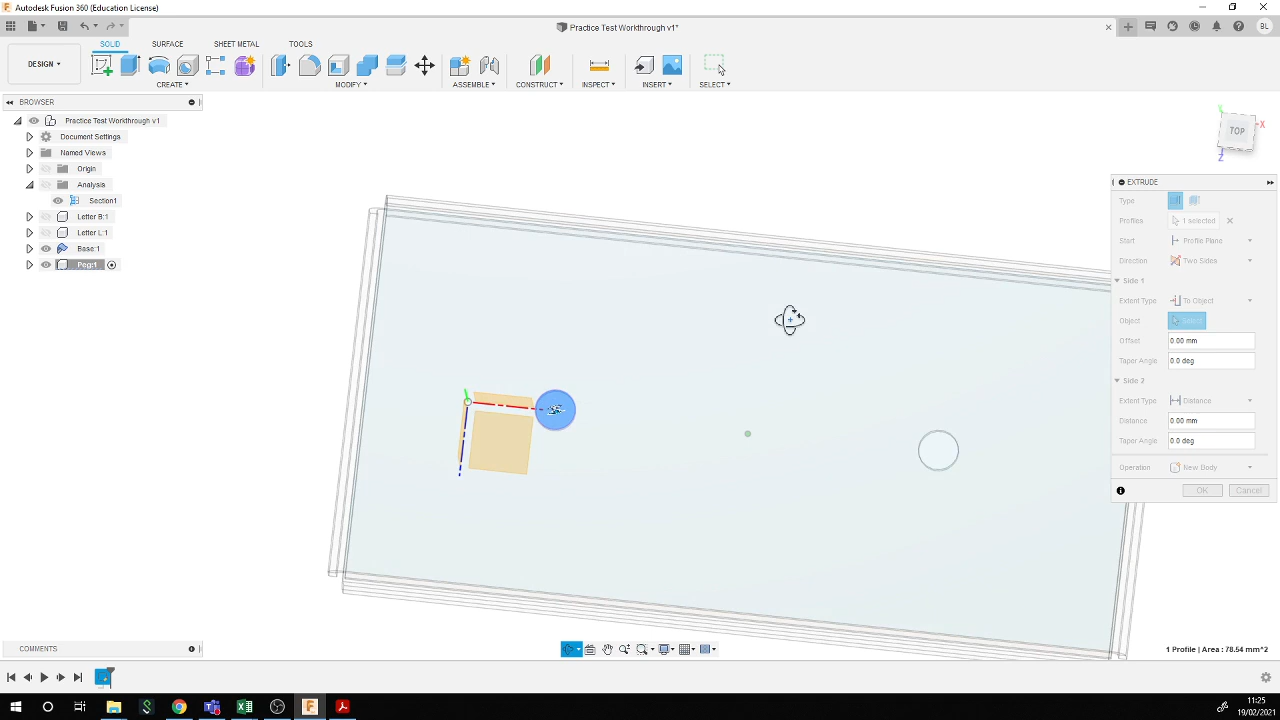 Autodesk Fusion 360 (Education License)
Practice Test Workthrough v1*
BL
DESIGN
SOLID
SURFACE
SHEET METAL
TOOLS
CREATE
MODIFY
ASSEMBLE
CONSTRUCT
INSPECT
INSERT
SELECT
BROWSER
Practice Test Workthrough v1
Document Settings
Named Views
Origin
Analysis
Section1
Letter B:1
Letter L:1
Base:1
Peg:1
Y
TOP
X
Z
EXTRUDE
Type
Profiles
1 selected
Start
Profile Plane
Direction
Two Sides
Side 1
Extent Type
To Object
Object
Select
Offset
0.00 mm
Taper Angle
0.0 deg
Side 2
Extent Type
Distance
Distance
0.00 mm
Taper Angle
0.0 deg
Operation
New Body
OK
Cancel
COMMENTS
1 Profile | Area : 78.54 mm^2
11:25
19/02/2021